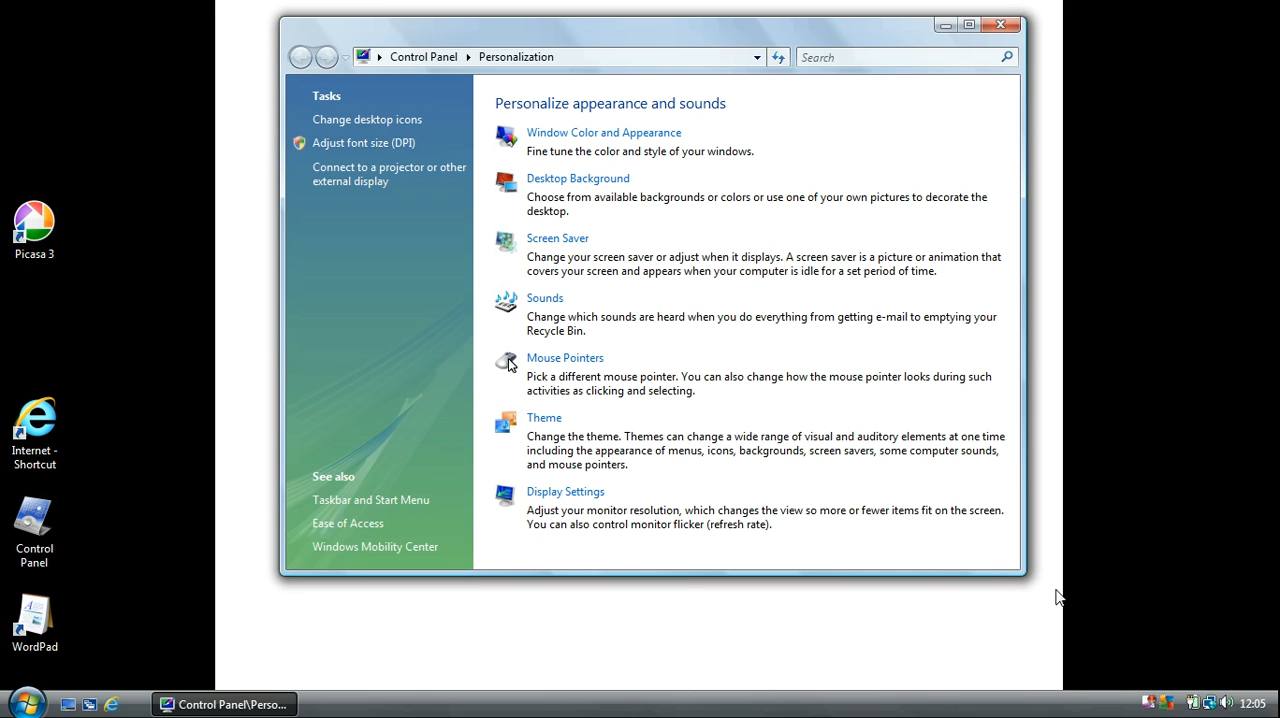 Control Panel
Personalization
Search
Tasks
Change desktop icons
Adjust font size (DPI)
Connect to a projector or other
external display
See also
Taskbar and Start Menu
Ease of Access
Windows Mobility Center
Personalize appearance and sounds
Window Color and Appearance
Fine tune the color and style of your windows.
Desktop Background
Choose from available backgrounds or colors or use one of your own pictures to decorate the
desktop.
Screen Saver
Change your screen saver or adjust when it displays. A screen saver is a picture or animation that
covers your screen and appears when your computer is idle for a set period of time.
Sounds
Change which sounds are heard when you do everything from getting e-mail to emptying your
Recycle Bin.
Mouse Pointers
Pick a different mouse pointer. You can also change how the mouse pointer looks during such
activities as clicking and selecting.
Theme
Change the theme. Themes can change a wide range of visual and auditory elements at one time
including the appearance of menus, icons, backgrounds, screen savers, some computer sounds,
and mouse pointers.
Display Settings
Adjust your monitor resolution, which changes the view so more or fewer items fit on the screen.
You can also control monitor flicker (refresh rate).
Picasa 3
Internet -
Shortcut
Control
Panel
WordPad
Control Panel\Perso...
12:05